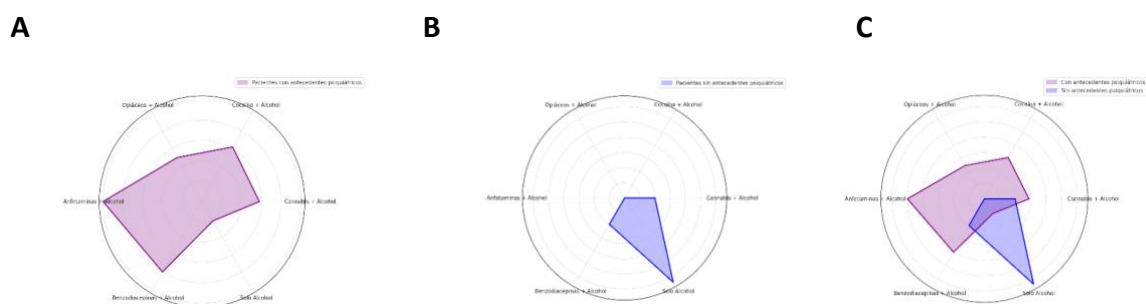 A
B
C
Pacientes con antecedentes psiquiátricos
Opiáceos + Alcohol
Cocaína + Alcohol
Anfetaminas + Alcohol
Cannabis + Alcohol
Benzodiacepinas + Alcohol
Solo Alcohol
Pacientes sin antecedentes psiquiátricos
Opiáceos + Alcohol
Cocaína + Alcohol
Anfetaminas + Alcohol
Cannabis + Alcohol
Benzodiacepinas + Alcohol
Solo Alcohol
Con antecedentes psiquiátricos
Sin antecedentes psiquiátricos
Opiáceos + Alcohol
Cocaína + Alcohol
Anfetaminas + Alcohol
Cannabis + Alcohol
Benzodiacepinas + Alcohol
Solo Alcohol